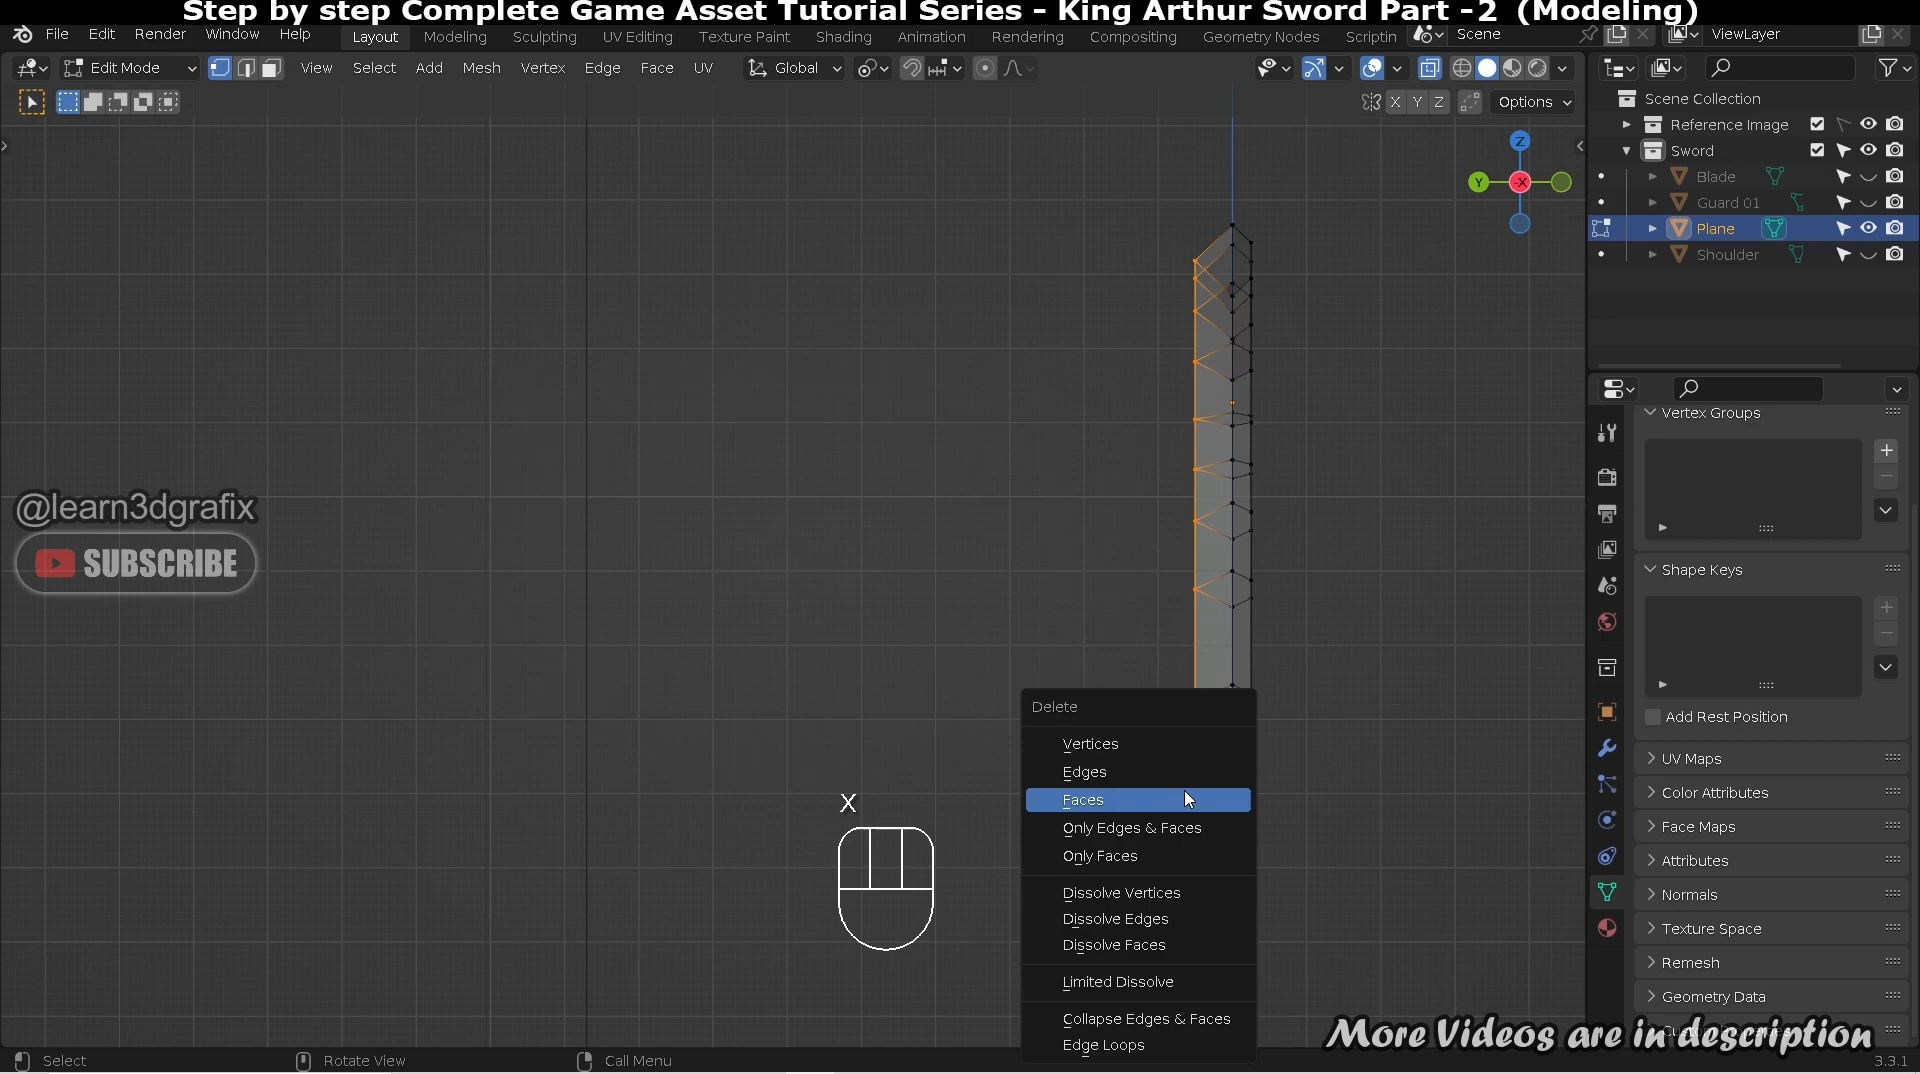 Step by step Complete Game Asset Tutorial Series - King Arthur Sword Part -2 (Modeling)
File Edit Render Window Help Layout Modeling Sculpting UV Editing Texture Paint Shading Animation Rendering Compositing Geometry Nodes Scriptin Scene ViewLayer
Edit Mode View Select Add Mesh Vertex Edge Face UV Global
X Y Z Options
Scene Collection
Reference Image
Sword
Blade
Guard 01
Plane
Shoulder
Z
Y -X
Vertex Groups
Shape Keys
Add Rest Position
UV Maps
Color Attributes
Face Maps
Attributes
Normals
Texture Space
Remesh
Geometry Data
@learn3dgrafix
SUBSCRIBE
X
Delete
Vertices
Edges
Faces
Only Edges & Faces
Only Faces
Dissolve Vertices
Dissolve Edges
Dissolve Faces
Limited Dissolve
Collapse Edges & Faces
Edge Loops
More Videos are in description
Select Rotate View Call Menu 3.3.1